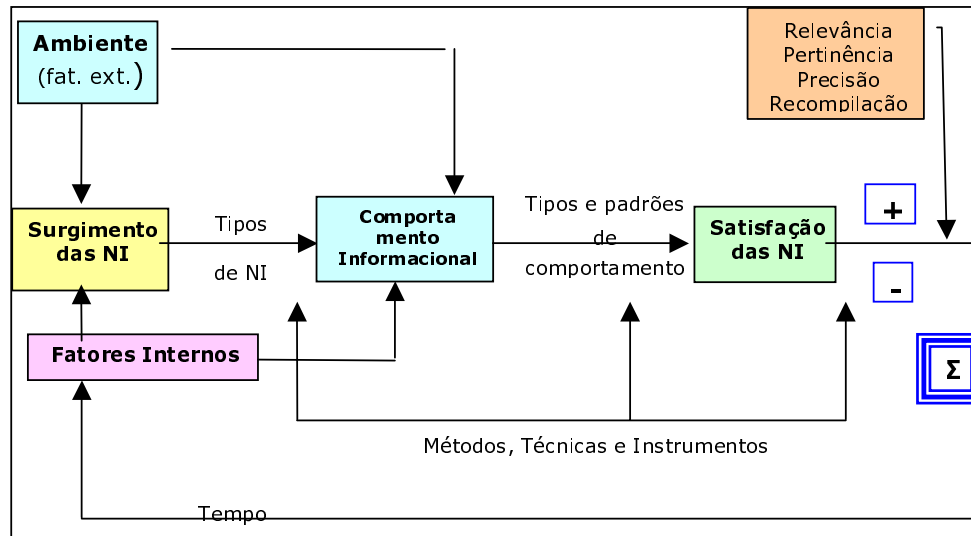 Ambiente
(fat. ext.)
Relevância
Pertinência
Precisão
Recompilação
Surgimento
das NI
Tipos
de NI
Comporta
mento
Informacional
Tipos e padrões
de
comportamento
Satisfação
das NI
+
-
Fatores Internos
Σ
Métodos, Técnicas e Instrumentos
Tempo